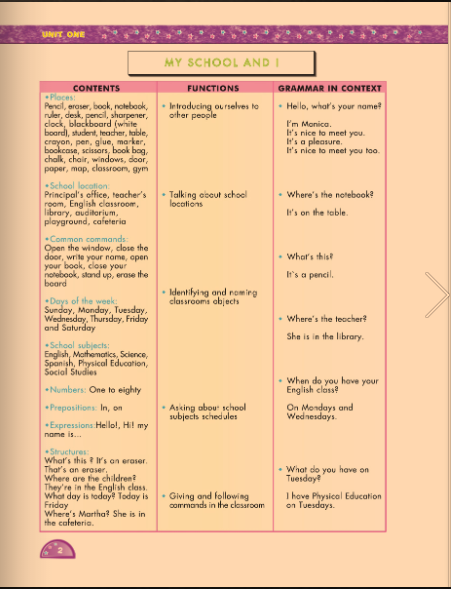 UNIT ONE
MY SCHOOL AND I
CONTENTS
• Places:
Pencil, eraser, book, notebook,
ruler, desk, pencil, sharpener,
clock, blackboard (white
board), student, teacher, table,
crayon, pen, glue, marker,
bookcase, scissors, book bag,
chalk, chair, windows, door,
paper, map, classroom, gym
• School location:
Principal's office, teacher's
room, English classroom,
library, auditorium,
playground, cafeteria
• Common commands:
Open the window, close the
door, write your name, open
your book, close your
notebook, stand up, erase the
board
• Days of the week:
Sunday, Monday, Tuesday,
Wednesday, Thursday, Friday
and Saturday
• School subjects:
English, Mathematics, Science,
Spanish, Physical Education,
Social Studies
• Numbers: One to eighty
• Prepositions: In, on
• Expressions:Hello!, Hi! my
name is...
• Structures:
What's this ? It's an eraser.
That's an eraser.
Where are the children?
They're in the English class.
What day is today? Today is
Friday
Where's Martha? She is in
the cafeteria.
FUNCTIONS
• Introducing ourselves to
other people
• Talking about school
locations
• Identifying and naming
classrooms objects
• Asking about school
subjects schedules
• Giving and following
commands in the classroom
GRAMMAR IN CONTEXT
• Hello, what's your name?
I'm Monica.
It's nice to meet you.
It's a pleasure.
It's nice to meet you too.
• Where's the notebook?
It's on the table.
• What's this?
It's a pencil.
• Where's the teacher?
She is in the library.
• When do you have your
English class?
On Mondays and
Wednesdays.
• What do you have on
Tuesday?
I have Physical Education
on Tuesdays.
2